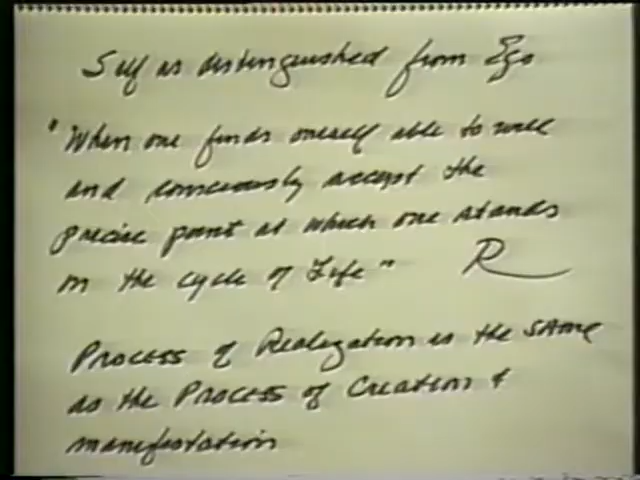 Self as distinguished from Ego
"When one finds oneself able to will
and consciously accept the
precise point at which one stands
on the cycle of Life" R
Process of Realization is the SAME
as the Process of Creation &
manifestation